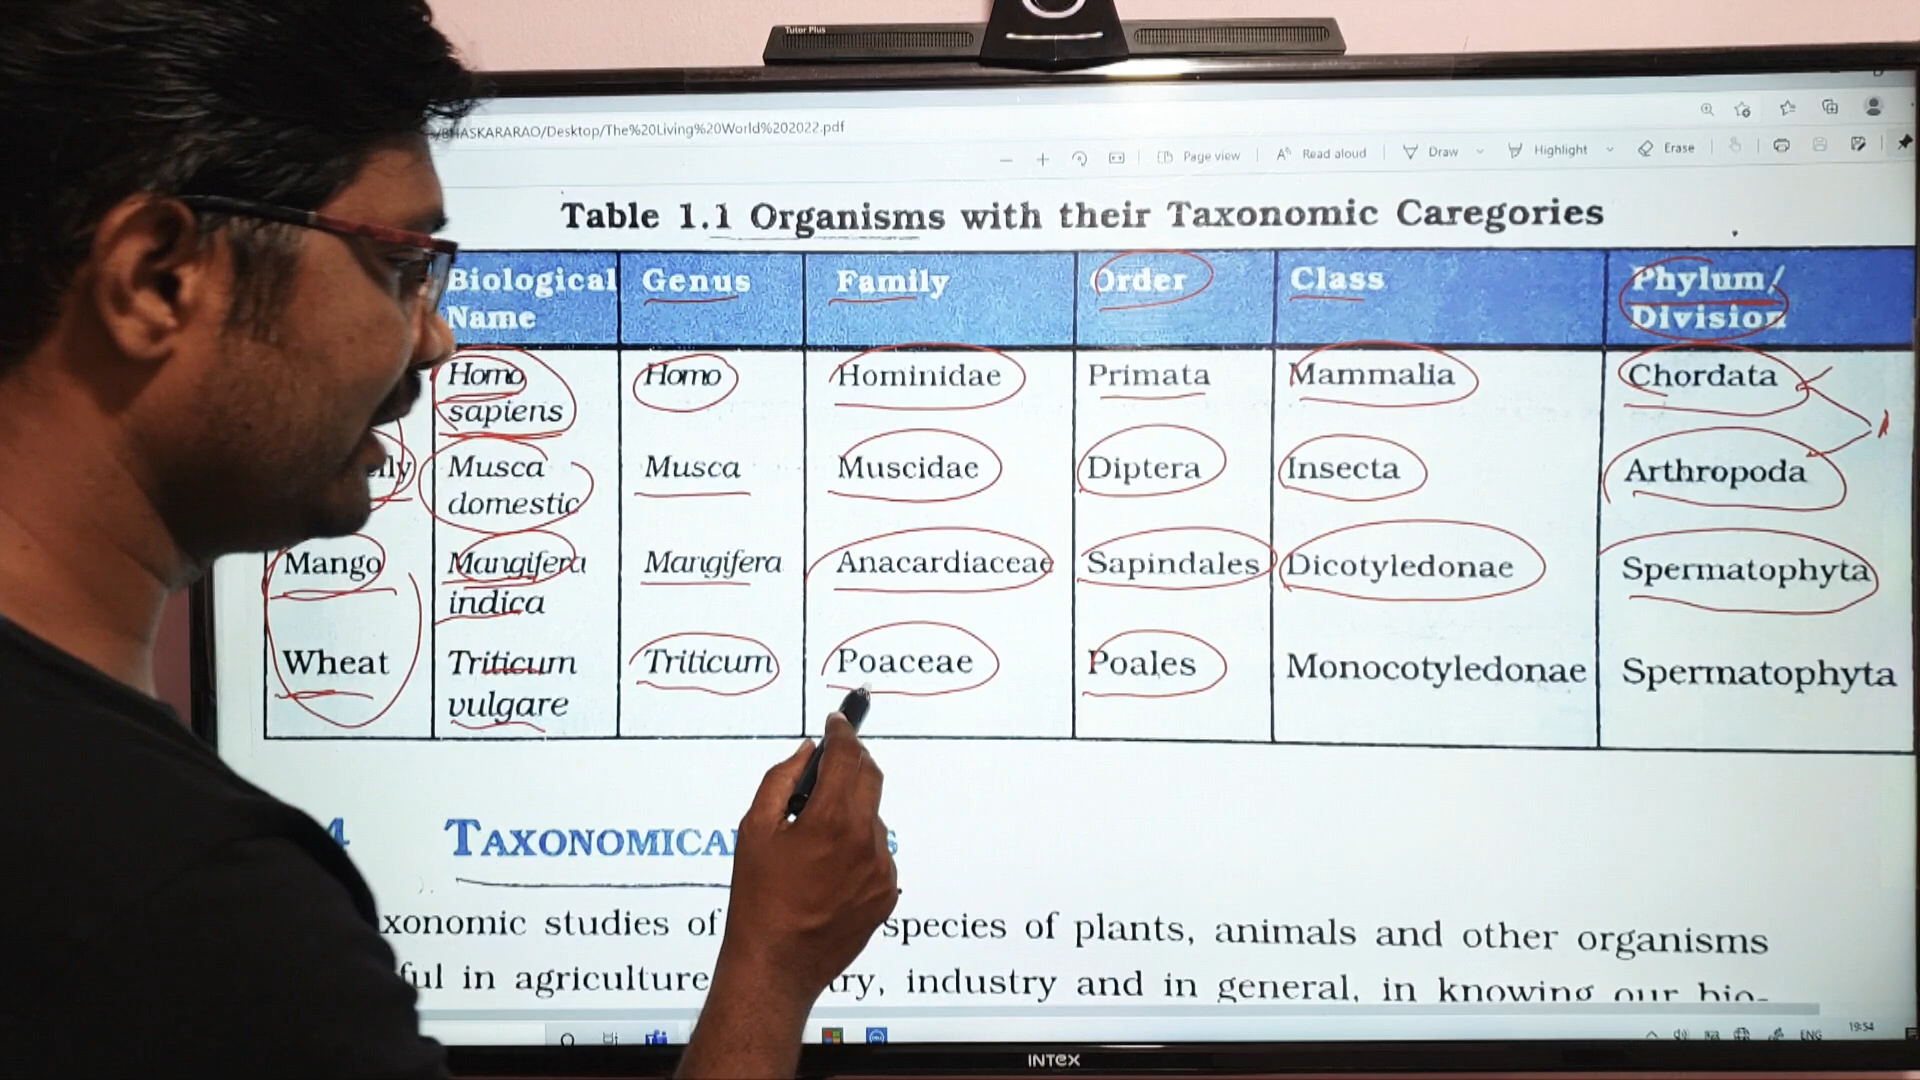 Tutor Plus
BHASKARARAO/Desktop/The%20Living%20World%202022.pdf
Page view Read aloud Draw Highlight Erase
Table 1.1 Organisms with their Taxonomic Caregories
Biological Name Genus Family Order Class Phylum/ Division
Homo sapiens Homo Hominidae Primata Mammalia Chordata
Musca domestic Musca Muscidae Diptera Insecta Arthropoda
Mango Mangifera indica Mangifera Anacardiaceae Sapindales Dicotyledonae Spermatophyta
Wheat Triticum vulgare Triticum Poaceae Poales Monocotyledonae Spermatophyta
4 TAXONOMICAL
xonomic studies of species of plants, animals and other organisms
ful in agriculture, industry and in general, in knowing our bio-
ENG 19:54
INTEX